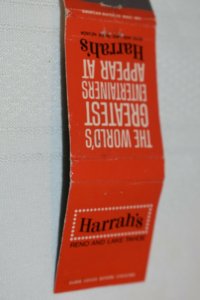 THE WORLD'S
GREATEST
ENTERTAINERS
APPEAR AT
Harrah's
Harrah's
RENO AND LAKE TAHOE